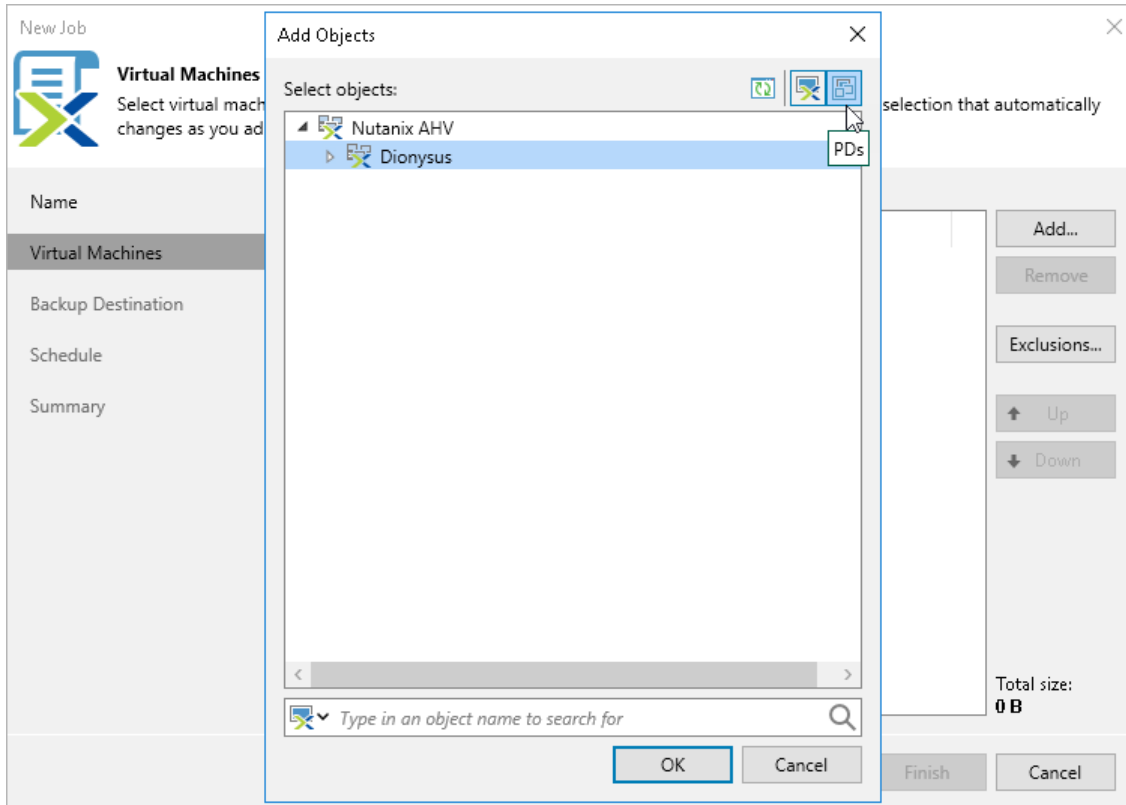 New Job
Virtual Machines
Select virtual mach
changes as you ad
selection that automatically
Name
Virtual Machines
Backup Destination
Schedule
Summary
Add Objects
Select objects:
PDs
Nutanix AHV
Dionysus
Type in an object name to search for
OK
Cancel
Add...
Remove
Exclusions...
Up
Down
Total size:
0 B
Finish
Cancel